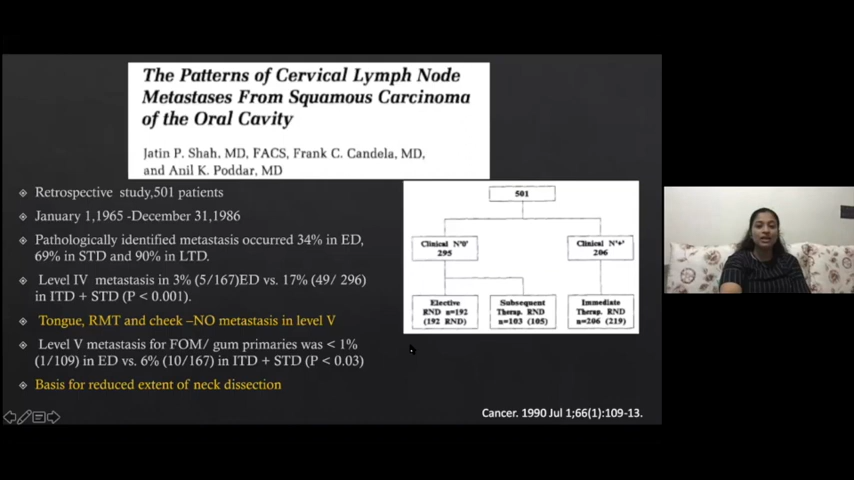 The Patterns of Cervical Lymph Node
Metastases From Squamous Carcinoma
of the Oral Cavity
Jatin P. Shah, MD, FACS, Frank C. Candela, MD,
and Anil K. Poddar, MD
Retrospective study,501 patients
January 1,1965 -December 31,1986
Pathologically identified metastasis occurred 34% in ED,
69% in STD and 90% in LTD.
Level IV metastasis in 3% (5/167)ED vs. 17% (49/ 296)
in ITD + STD (P < 0.001).
Tongue, RMT and cheek –NO metastasis in level V
Level V metastasis for FOM/ gum primaries was < 1%
(1/109) in ED vs. 6% (10/167) in ITD + STD (P < 0.03)
Basis for reduced extent of neck dissection
501
Clinical N'0'
295
Clinical N'+'
206
Elective
RND n=192
(192 RND)
Subsequent
Therap. RND
n=103 (105)
Immediate
Therap. RND
n=206 (219)
Cancer. 1990 Jul 1;66(1):109-13.